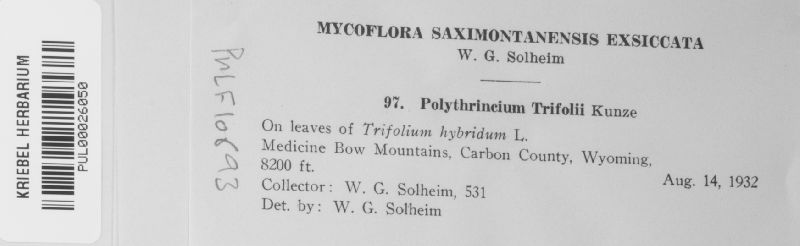 KRIEBEL HERBARIUM
PUL00026050
PULF10893
MYCOFLORA SAXIMONTANENSIS EXSICCATA
W. G. Solheim
97. Polythrincium Trifolii Kunze
On leaves of Trifolium hybridum L.
Medicine Bow Mountains, Carbon County, Wyoming,
8200 ft.
Aug. 14, 1932
Collector: W. G. Solheim, 531
Det. by: W. G. Solheim